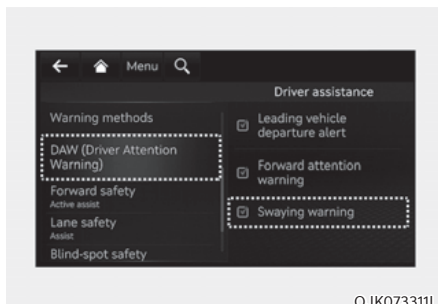 Menu
Driver assistance
Warning methods
DAW (Driver Attention
Warning)
Forward safety
Active assist
Lane safety
Assist
Blind-spot safety
Leading vehicle
departure alert
Forward attention
warning
Swaying warning
OJK073311L